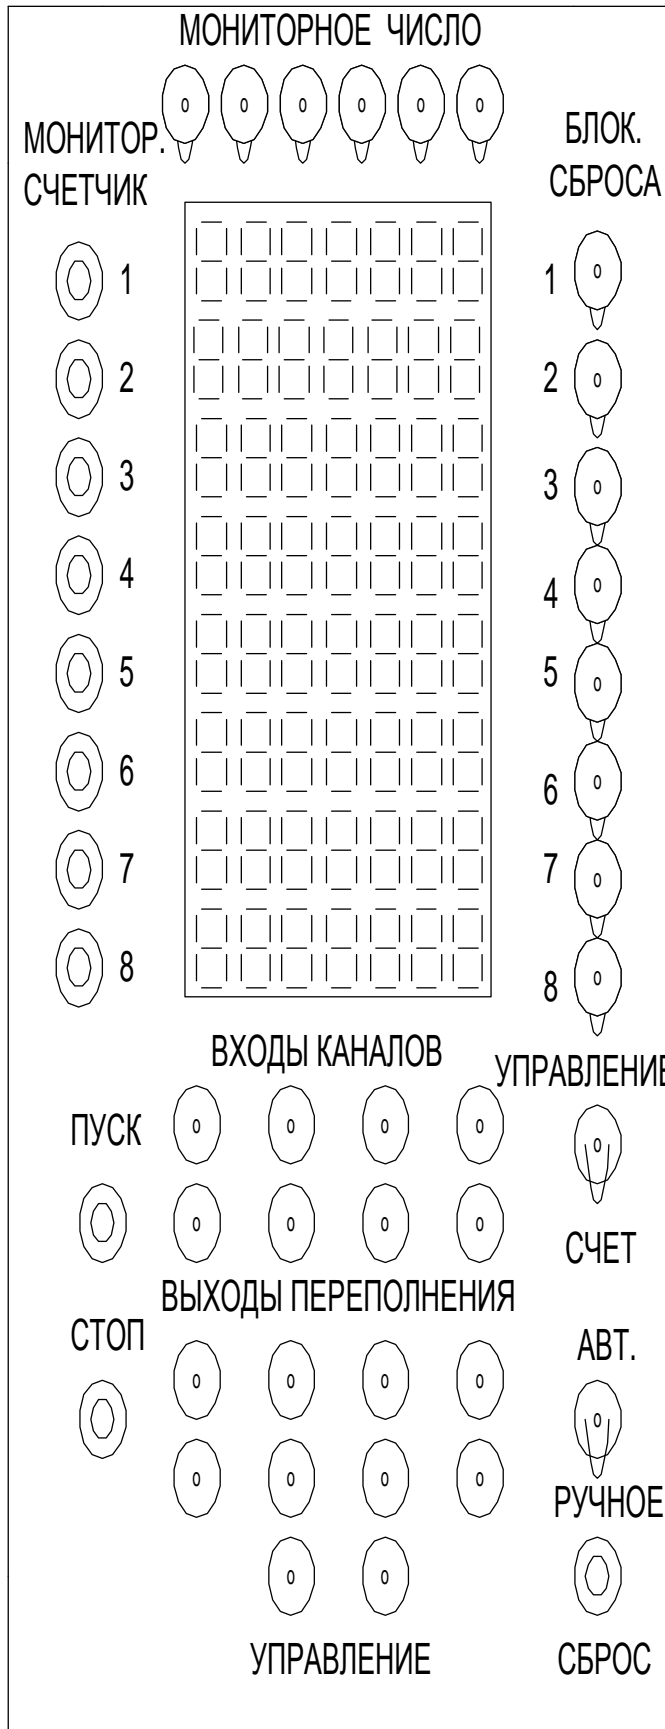 МОНИТОРНОЕ ЧИСЛО
МОНИТОР.
СЧЕТЧИК
БЛОК.
СБРОСА
1
1
2
2
3
3
4
4
5
5
6
6
7
7
8
8
ВХОДЫ КАНАЛОВ
УПРАВЛЕНИЕ
ПУСК
СЧЕТ
ВЫХОДЫ ПЕРЕПОЛНЕНИЯ
СТОП
АВТ.
РУЧНОЕ
УПРАВЛЕНИЕ
СБРОС